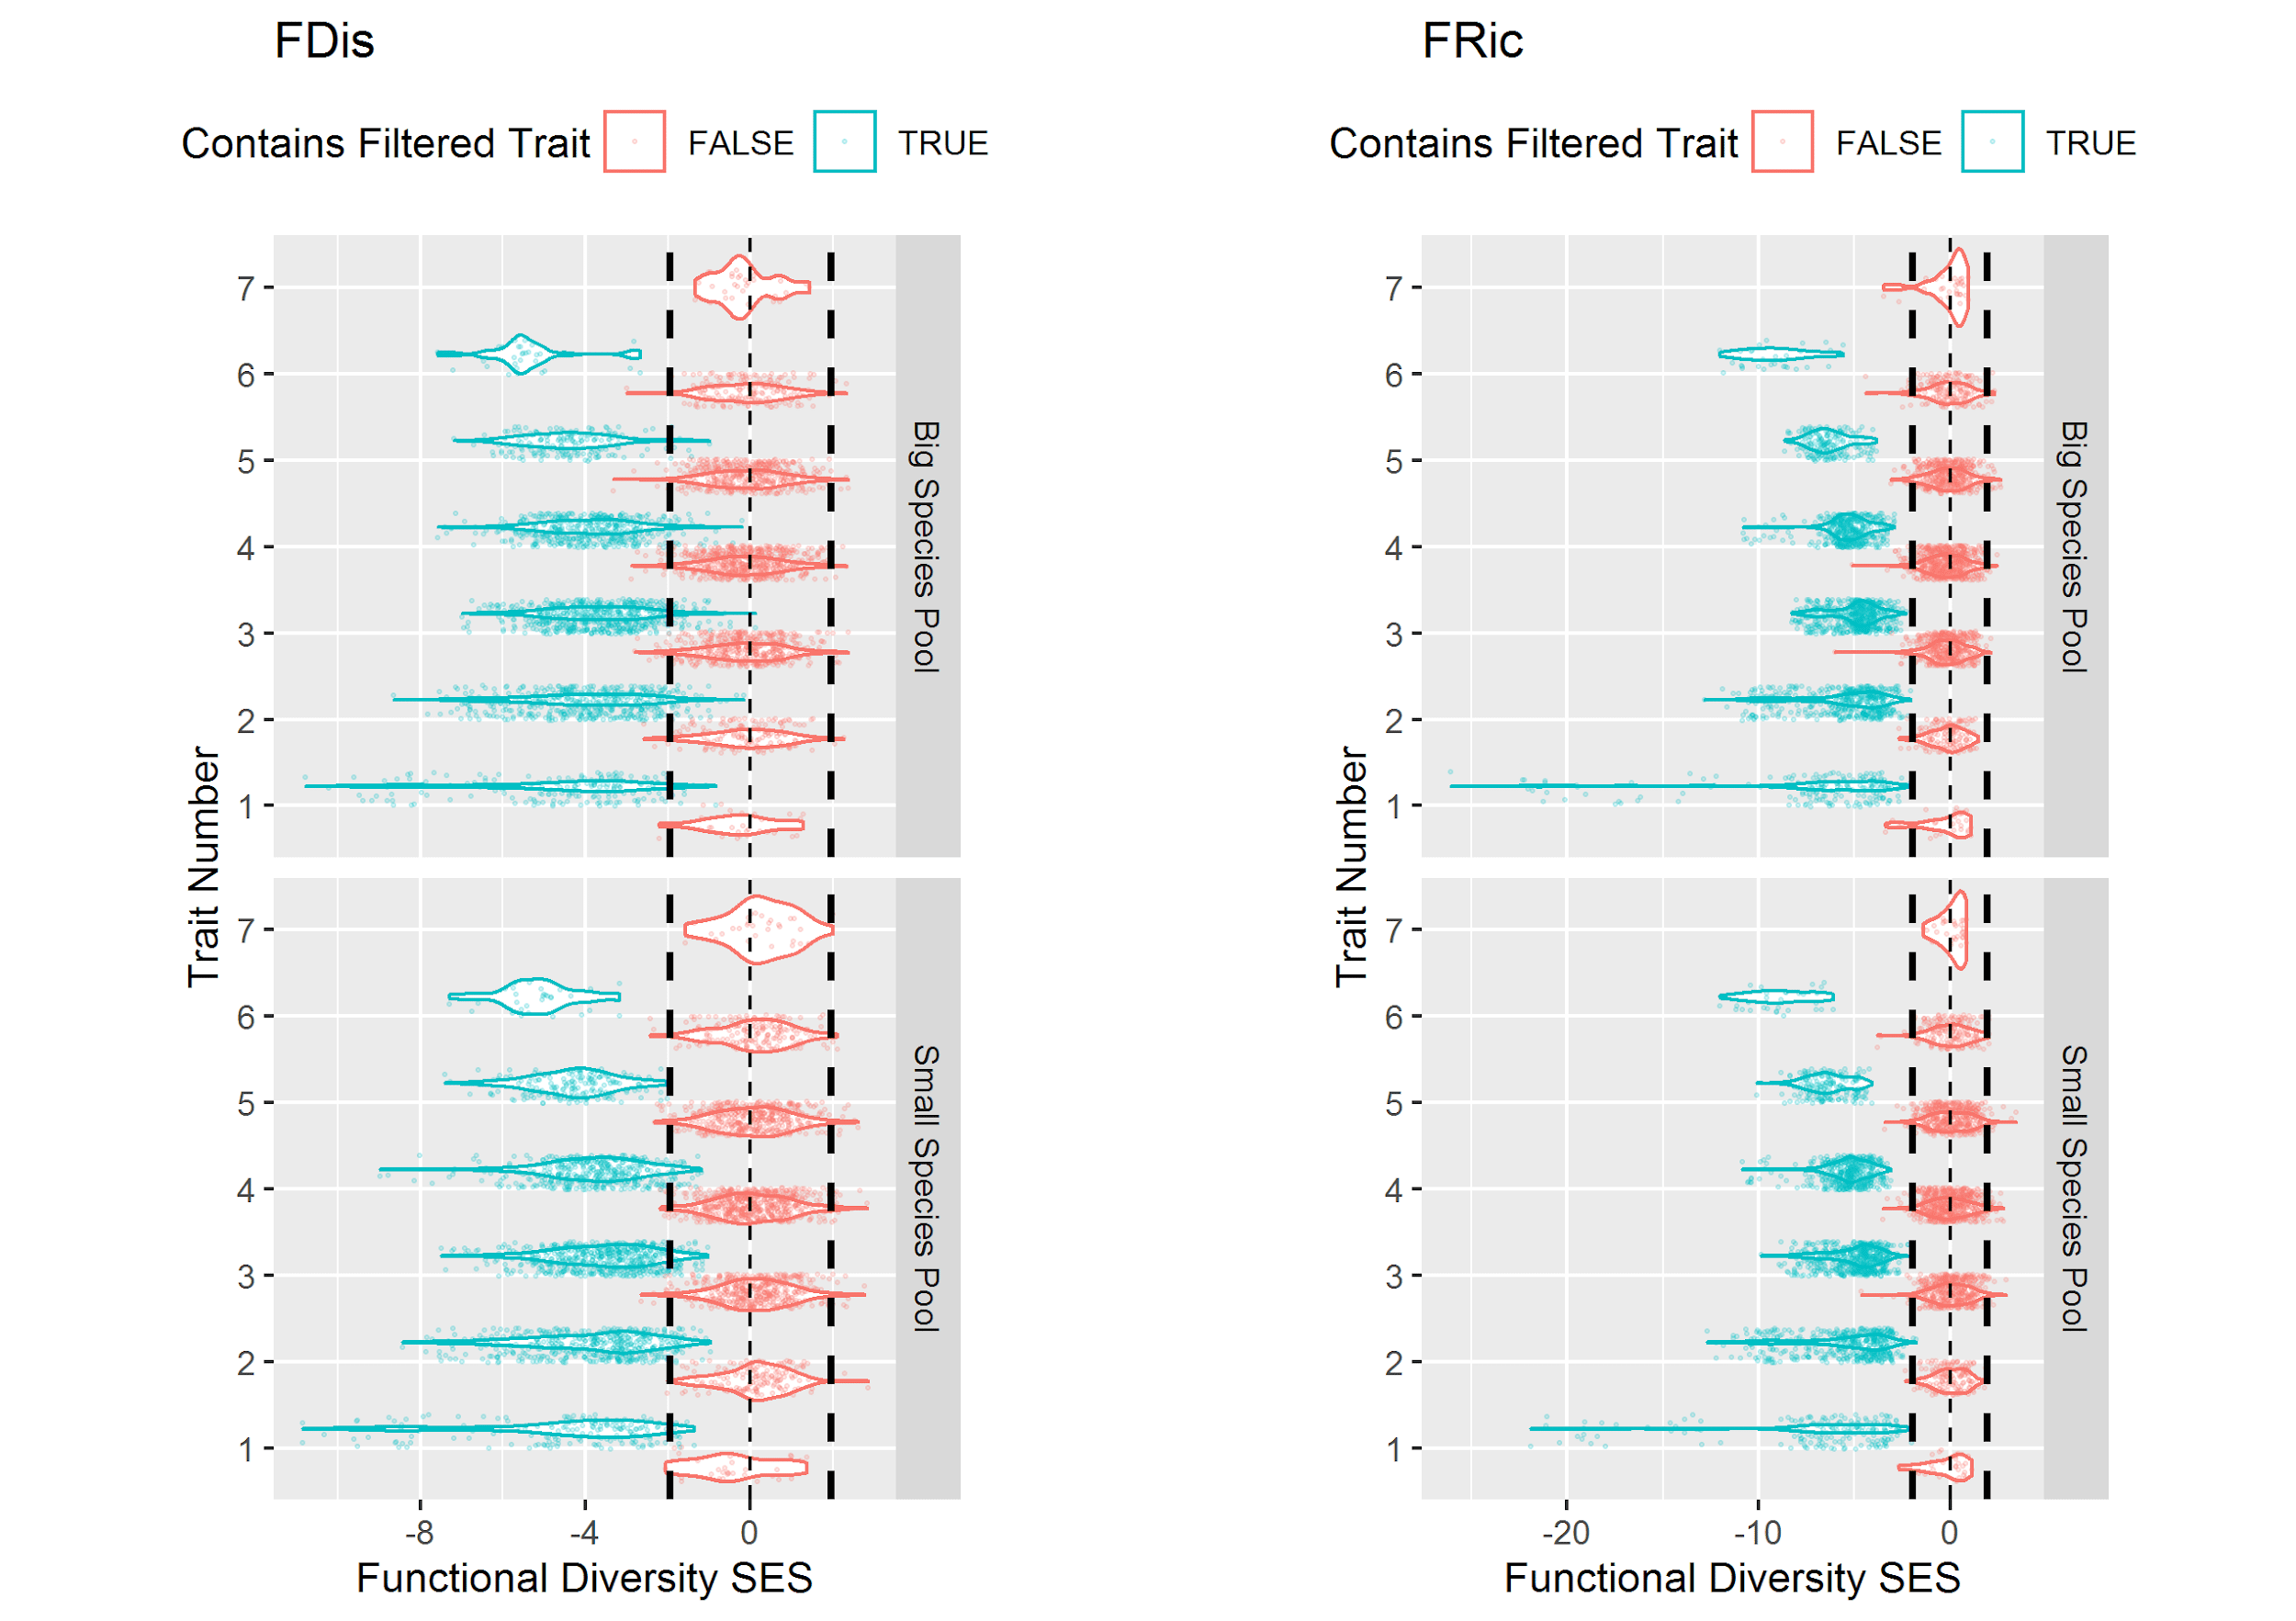 FDis
Contains Filtered Trait FALSE TRUE
Trait Number
7
6
5
4
3
2
1
Big Species Pool
7
6
5
4
3
2
1
Small Species Pool
-8 -4 0
Functional Diversity SES
FRic
Contains Filtered Trait FALSE TRUE
Trait Number
7
6
5
4
3
2
1
Big Species Pool
7
6
5
4
3
2
1
Small Species Pool
-20 -10 0
Functional Diversity SES